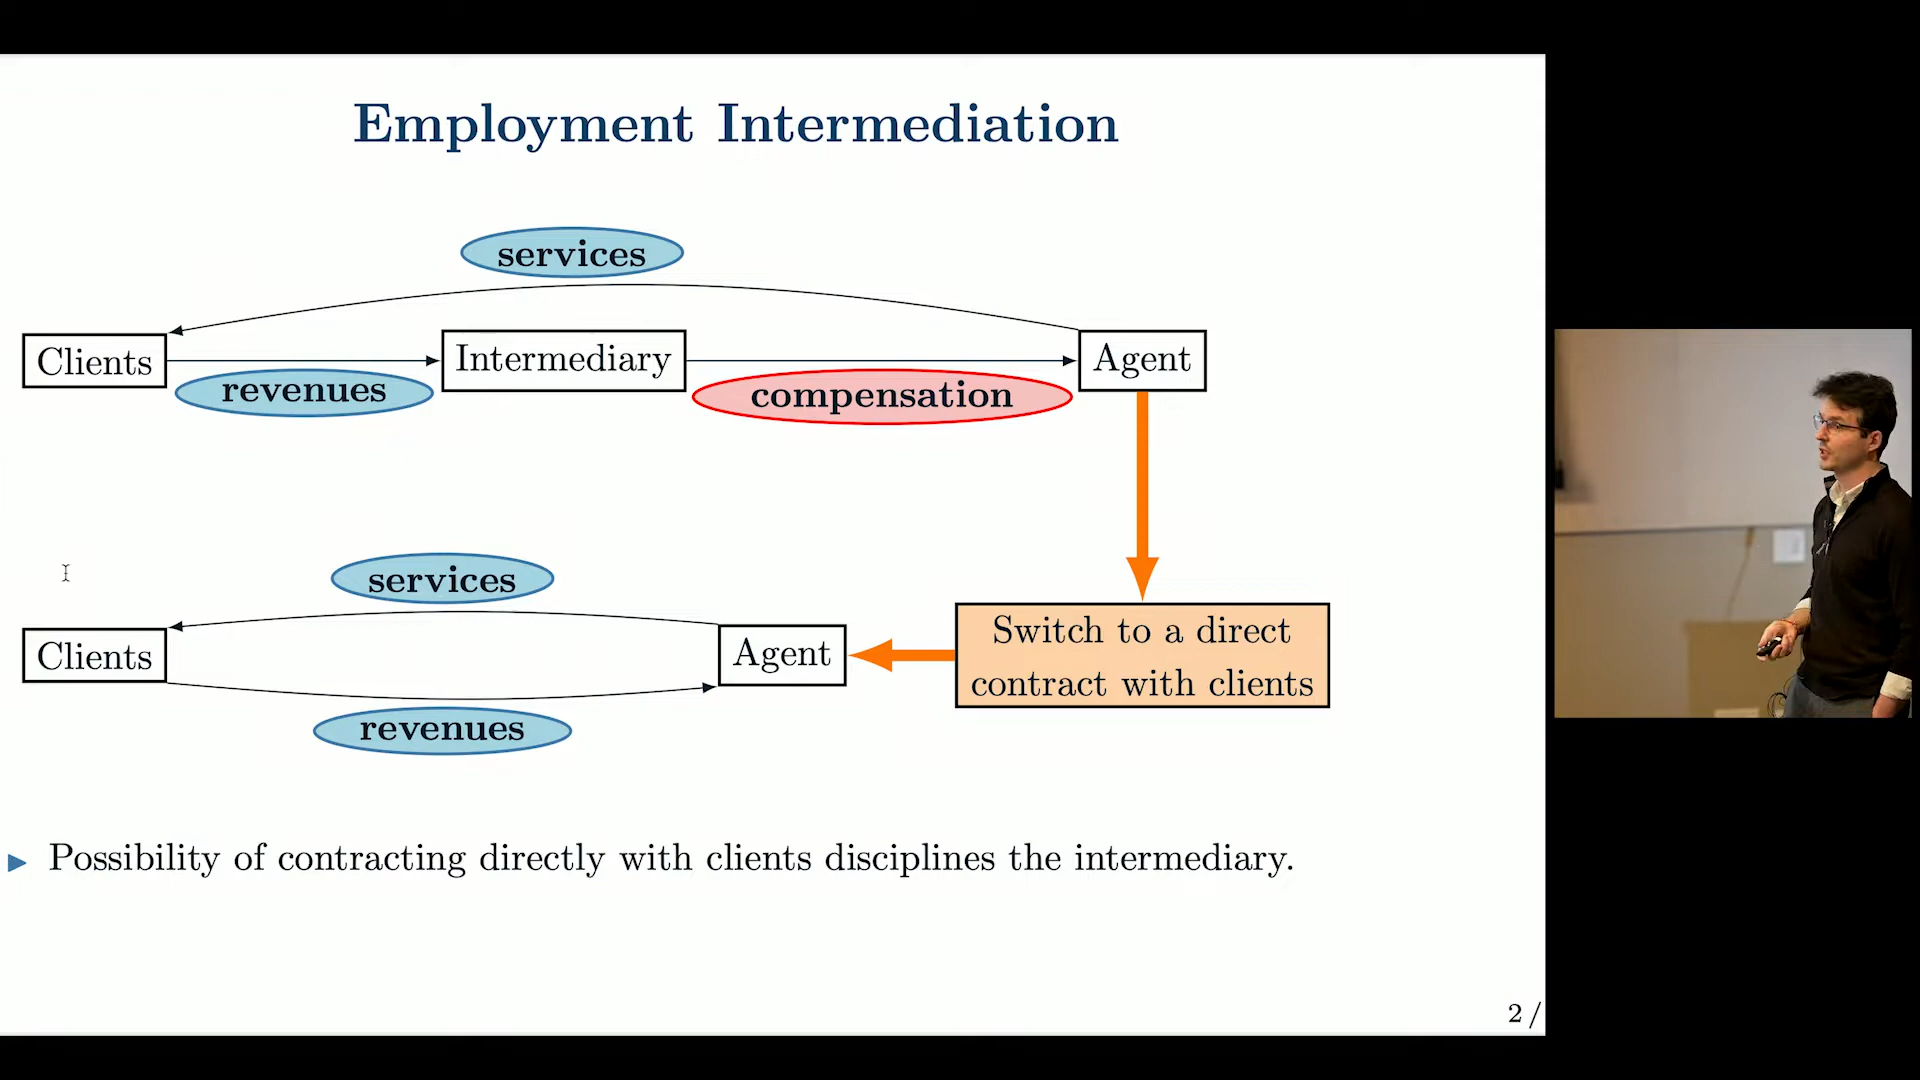 Employment Intermediation
services
Clients
Intermediary
Agent
revenues
compensation
services
Switch to a direct
contract with clients
Clients
Agent
revenues
Possibility of contracting directly with clients disciplines the intermediary.
2 /